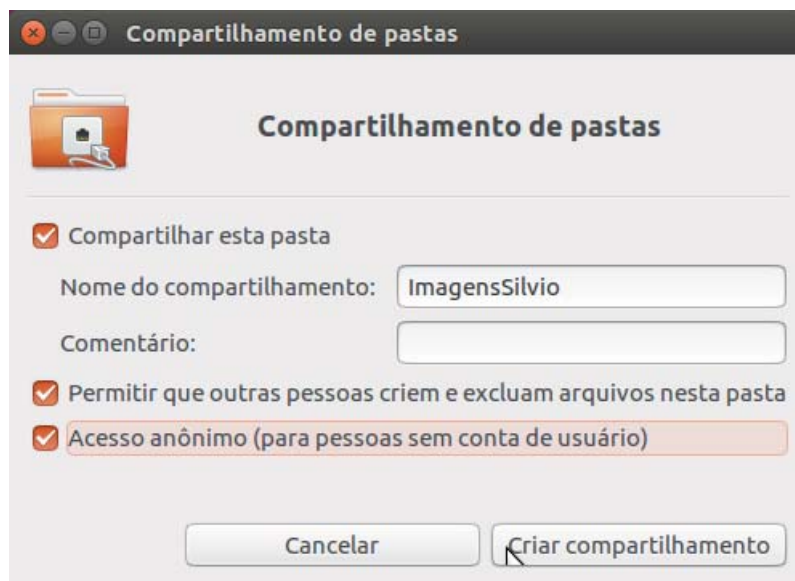 Compartilhamento de pastas
Compartilhamento de pastas
Compartilhar esta pasta
Nome do compartilhamento: ImagensSilvio
Comentário:
Permitir que outras pessoas criem e excluam arquivos nesta pasta
Acesso anônimo (para pessoas sem conta de usuário)
Cancelar Criar compartilhamento